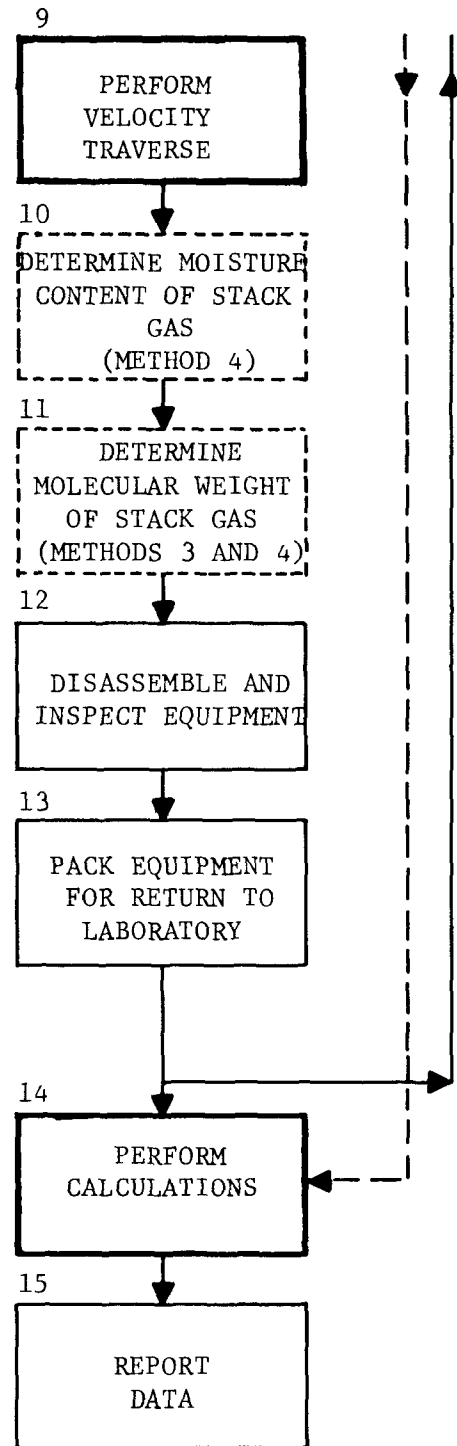 9
PERFORM
VELOCITY
TRAVERSE
10
DETERMINE MOISTURE
CONTENT OF STACK
GAS
(METHOD 4)
11
DETERMINE
MOLECULAR WEIGHT
OF STACK GAS
(METHODS 3 AND 4)
12
DISASSEMBLE AND
INSPECT EQUIPMENT
13
PACK EQUIPMENT
FOR RETURN TO
LABORATORY
14
PERFORM
CALCULATIONS
15
REPORT
DATA